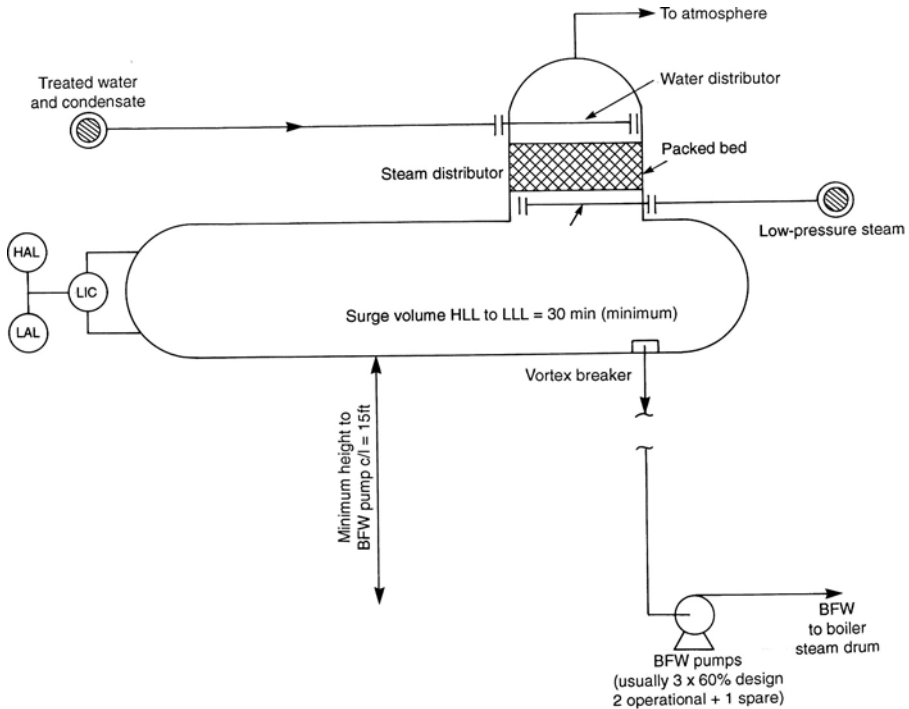 To atmosphere
Treated water
and condensate
Water distributor
Packed bed
Steam distributor
Low-pressure steam
HAL
LIC
LAL
Surge volume HLL to LLL = 30 min (minimum)
Vortex breaker
Minimum height to
BFW pump c/l = 15ft
BFW
to boiler
steam drum
BFW pumps
(usually 3 x 60% design
2 operational + 1 spare)